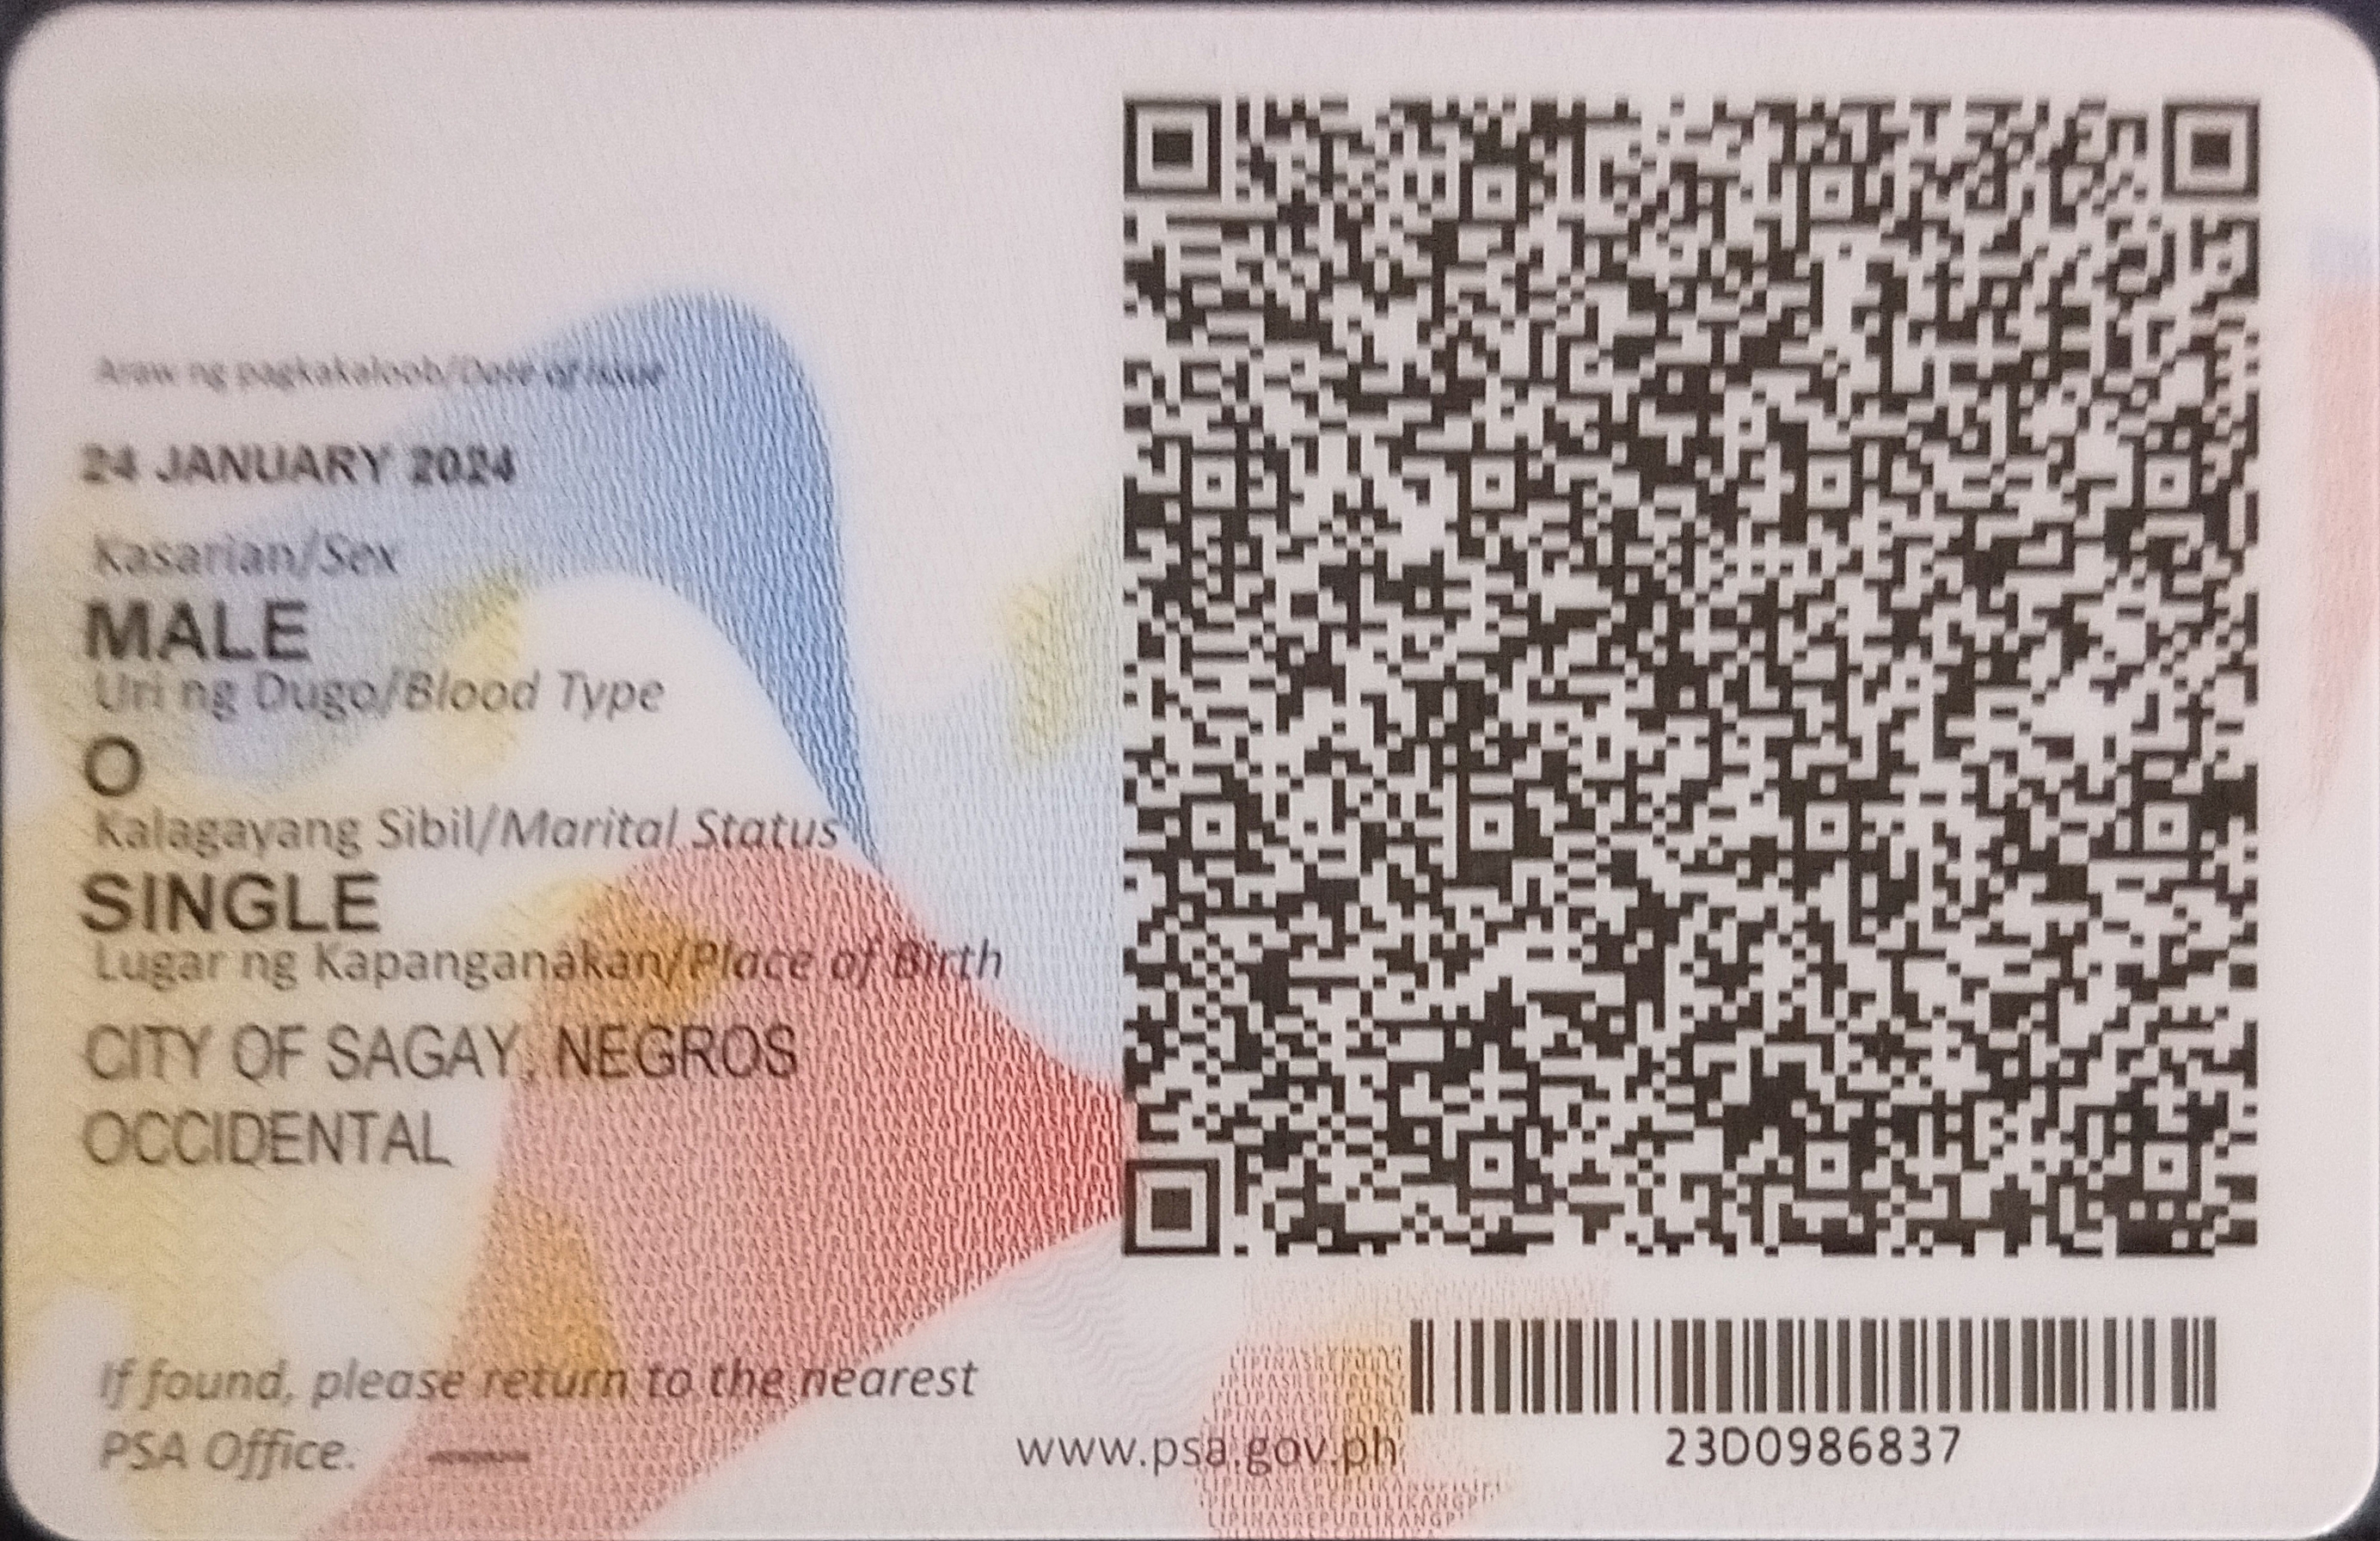 Araw ng pagkakaloob/Date of issue
24 JANUARY 2024
Kasarian/Sex
MALE
Uri ng Dugo/Blood Type
O
Kalagayang Sibil/Marital Status
SINGLE
Lugar ng Kapanganakan/Place of Birth
CITY OF SAGAY, NEGROS
OCCIDENTAL
If found, please return to the nearest
PSA Office.
www.psa.gov.ph
23D0986837